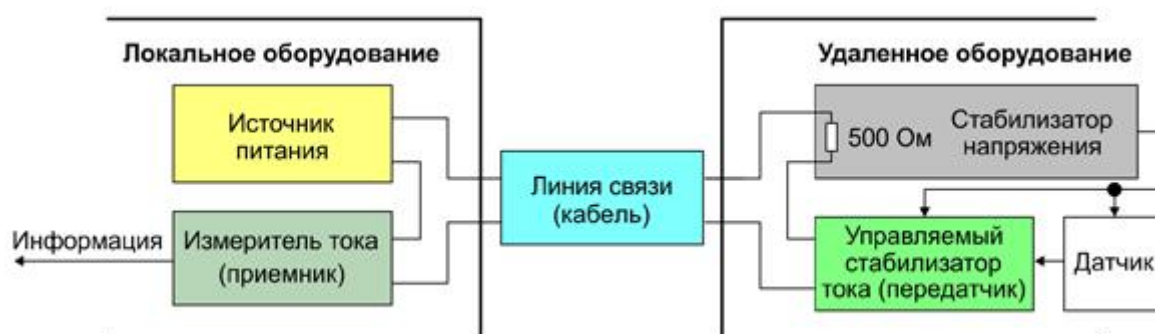 Локальное оборудование
Удаленное оборудование
Источник
питания
500 Ом
Стабилизатор
напряжения
Линия связи
(кабель)
Информация
Измеритель тока
(приемник)
Управляемый
стабилизатор
тока (передатчик)
Датчик